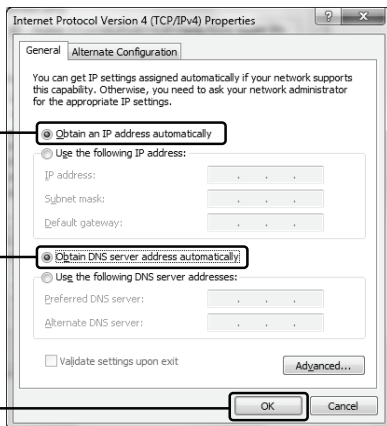 Internet Protocol Version 4 (TCP/IPv4) Properties
General
Alternate Configuration
You can get IP settings assigned automatically if your network supports
this capability. Otherwise, you need to ask your network administrator
for the appropriate IP settings.
Obtain an IP address automatically
Use the following IP address:
IP address:
Subnet mask:
Default gateway:
Obtain DNS server address automatically
Use the following DNS server addresses:
Preferred DNS server:
Alternate DNS server:
Validate settings upon exit
Advanced...
OK
Cancel